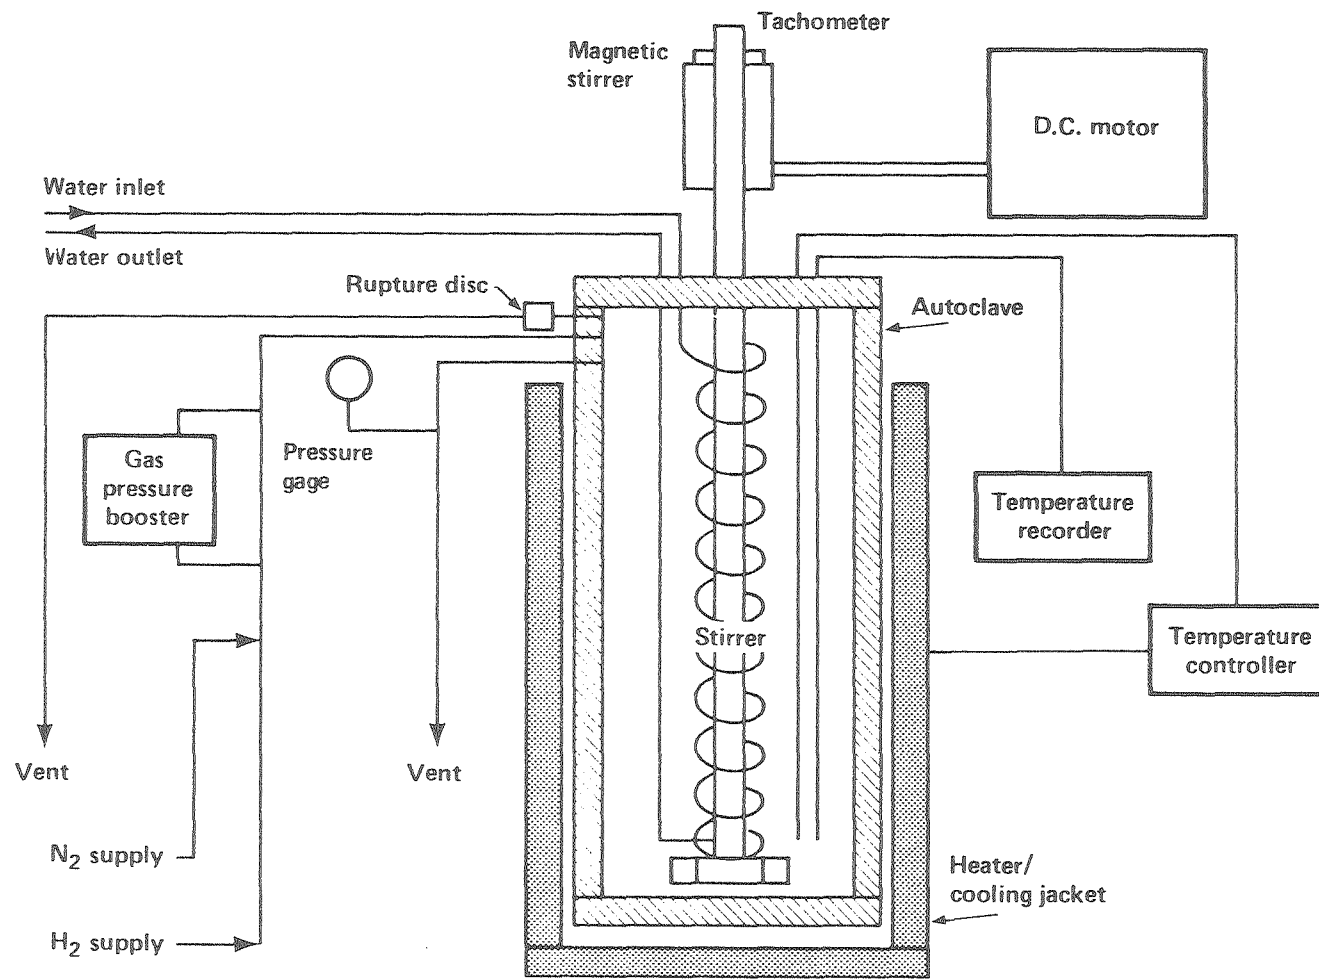 Tachometer
Magnetic
stirrer
D.C. motor
Water inlet
Water outlet
Rupture disc
Autoclave
Gas
pressure
booster
Pressure
gage
Temperature
recorder
Stirrer
Temperature
controller
Vent
Vent
N₂ supply
Heater/
cooling jacket
H₂ supply